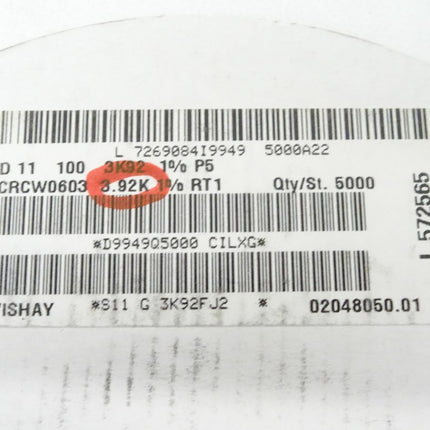 L 7269084I9949 5000A22
D 11 100 3K92 1% P5
CRCW0603 3.92K 1% RT1 Qty/St. 5000
*D9949Q5000 CILXG*
VISHAY *S11 G 3K92FJ2 * 02048050.01
L 572565